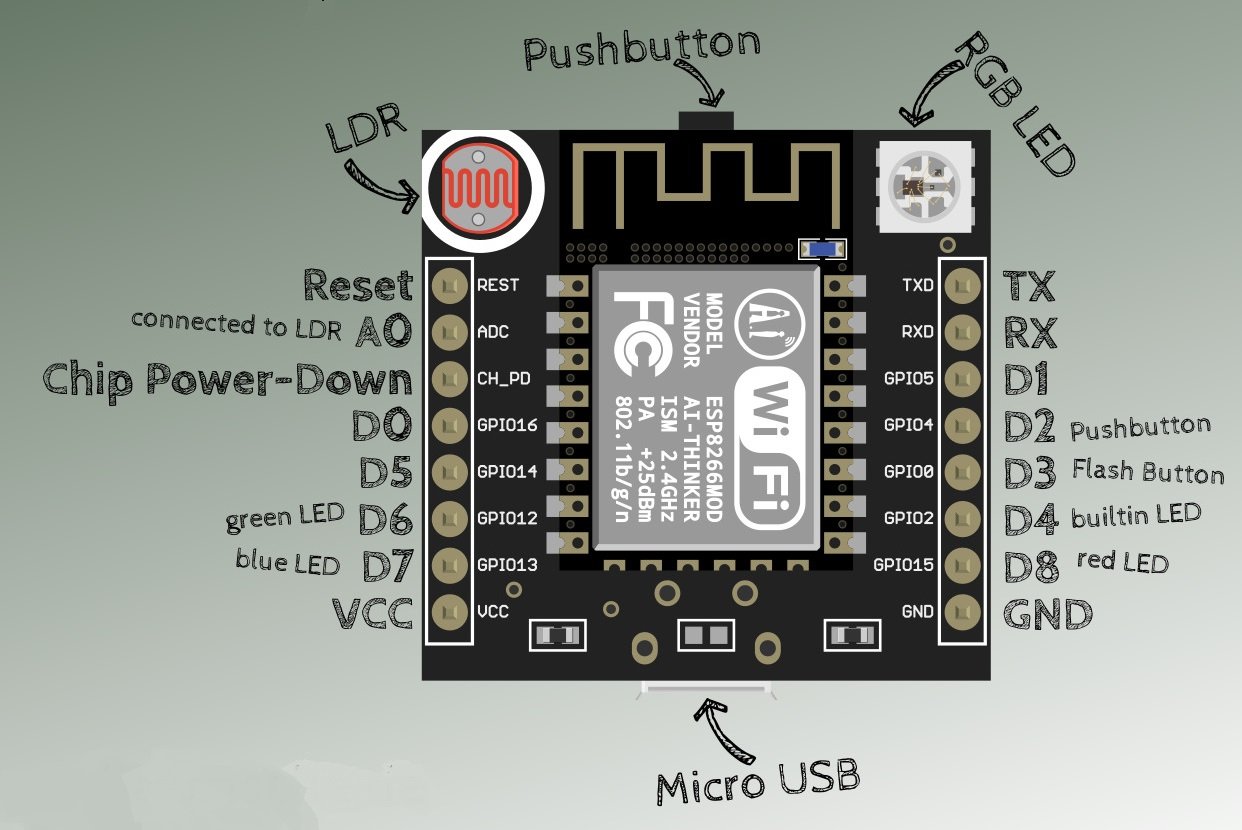 Pushbutton
RGB LED
LDR
Reset REST
connected to LDR A0 ADC
Chip Power-Down CH_PD
D0 GPIO16
D5 GPIO14
green LED D6 GPIO12
blue LED D7 GPIO13
VCC VCC
FC
MODEL
VENDOR
Ai
WiFi
ESP8266MOD
AI-THINKER
ISM 2.4GHz
PA +25dBm
802.11b/g/n
TXD TX
RXD RX
GPIO5 D1
GPIO4 D2 Pushbutton
GPIO0 D3 Flash Button
GPIO2 D4 builtin LED
GPIO15 D8 red LED
GND GND
Micro USB